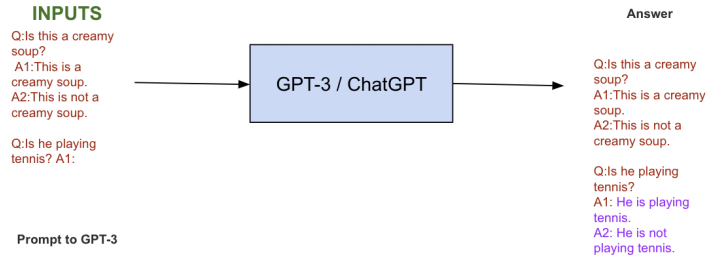 INPUTS
Q:Is this a creamy
soup?
A1:This is a
creamy soup.
A2:This is not a
creamy soup.
Q:Is he playing
tennis? A1:
Prompt to GPT-3
GPT-3 / ChatGPT
Answer
Q:Is this a creamy
soup?
A1:This is a creamy
soup.
A2:This is not a
creamy soup.
Q:Is he playing
tennis?
A1: He is playing
tennis.
A2: He is not
playing tennis.